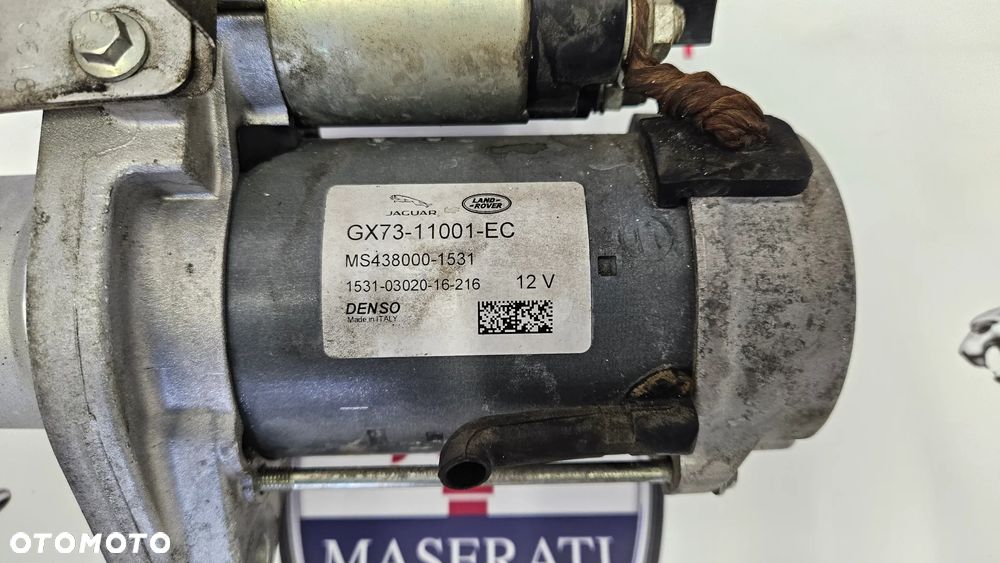 JAGUAR
LAND-
ROVER
GX73-11001-EC
MS438000-1531
1531-03020-16-216 12 V
DENSO
Made in ITALY
MASERATI
OTOMOTO